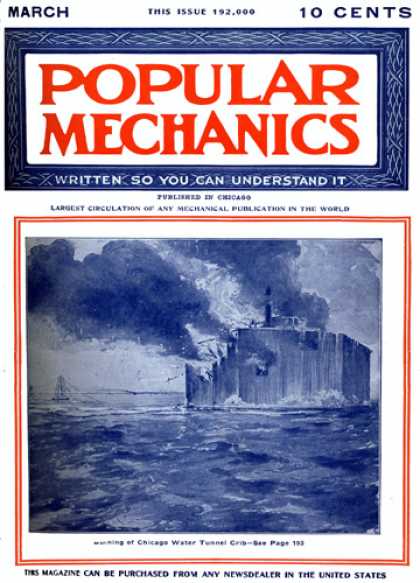 MARCH THIS ISSUE 192,000 10 CENTS
POPULAR
MECHANICS
WRITTEN SO YOU CAN UNDERSTAND IT
PUBLISHED IN CHICAGO
LARGEST CIRCULATION OF ANY MECHANICAL PUBLICATION IN THE WORLD
of Chicago Water Tunnel Crib—See Page 193
THIS MAGAZINE CAN BE PURCHASED FROM ANY NEWSDEALER IN THE UNITED STATES